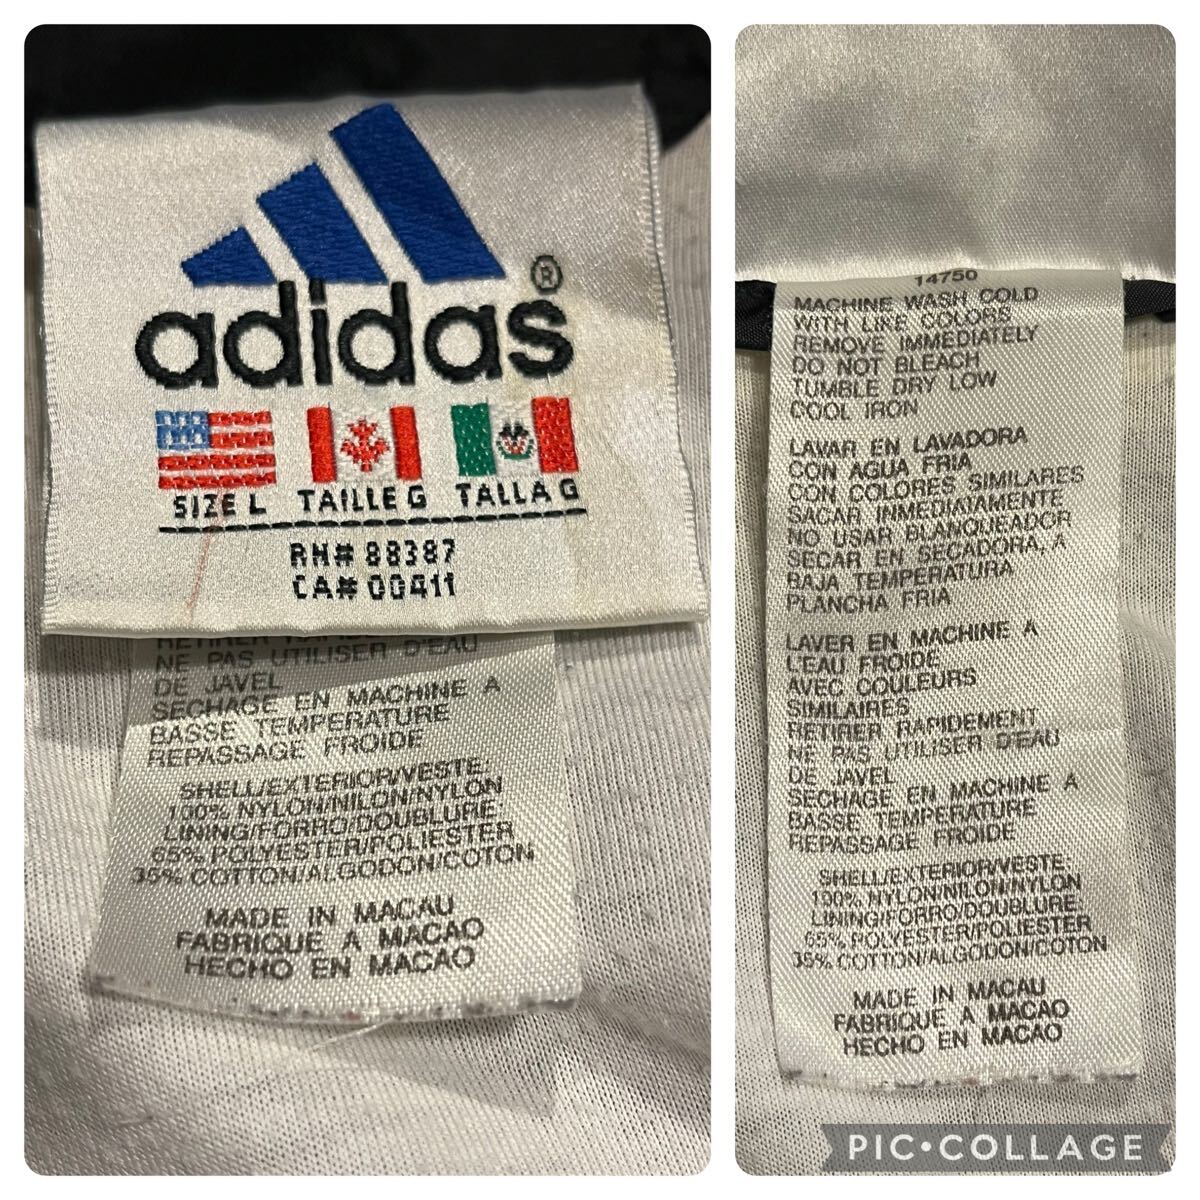 adidas®
SIZE L TAILLE G TALLA G
RN# 88387
CA# 00411
NE PAS UTILISER D'EAU
DE JAVEL
SECHAGE EN MACHINE A
BASSE TEMPERATURE
REPASSAGE FROIDE
SHELL/EXTERIOR/VESTE:
100% NYLON/NILON/NYLON
LINING/FORRO/DOUBLURE:
65% POLYESTER/POLIESTER
35% COTTON/ALGODON/COTON
MADE IN MACAU
FABRIQUE A MACAO
HECHO EN MACAO
14750
MACHINE WASH COLD
WITH LIKE COLORS
REMOVE IMMEDIATELY
DO NOT BLEACH
TUMBLE DRY LOW
COOL IRON
LAVAR EN LAVADORA
CON AGUA FRIA
CON COLORES SIMILARES
SACAR INMEDIATAMENTE
NO USAR BLANQUEADOR
SECAR EN SECADORA, A
BAJA TEMPERATURA
PLANCHA FRIA
LAVER EN MACHINE A
L'EAU FROIDE
AVEC COULEURS
SIMILAIRES
RETIRER RAPIDEMENT
NE PAS UTILISER D'EAU
DE JAVEL
SECHAGE EN MACHINE A
BASSE TEMPERATURE
REPASSAGE FROIDE
SHELL/EXTERIOR/VESTE:
100% NYLON/NILON/NYLON
LINING/FORRO/DOUBLURE:
65% POLYESTER/POLIESTER
35% COTTON/ALGODON/COTON
MADE IN MACAU
FABRIQUE A MACAO
HECHO EN MACAO
PIC•COLLAGE